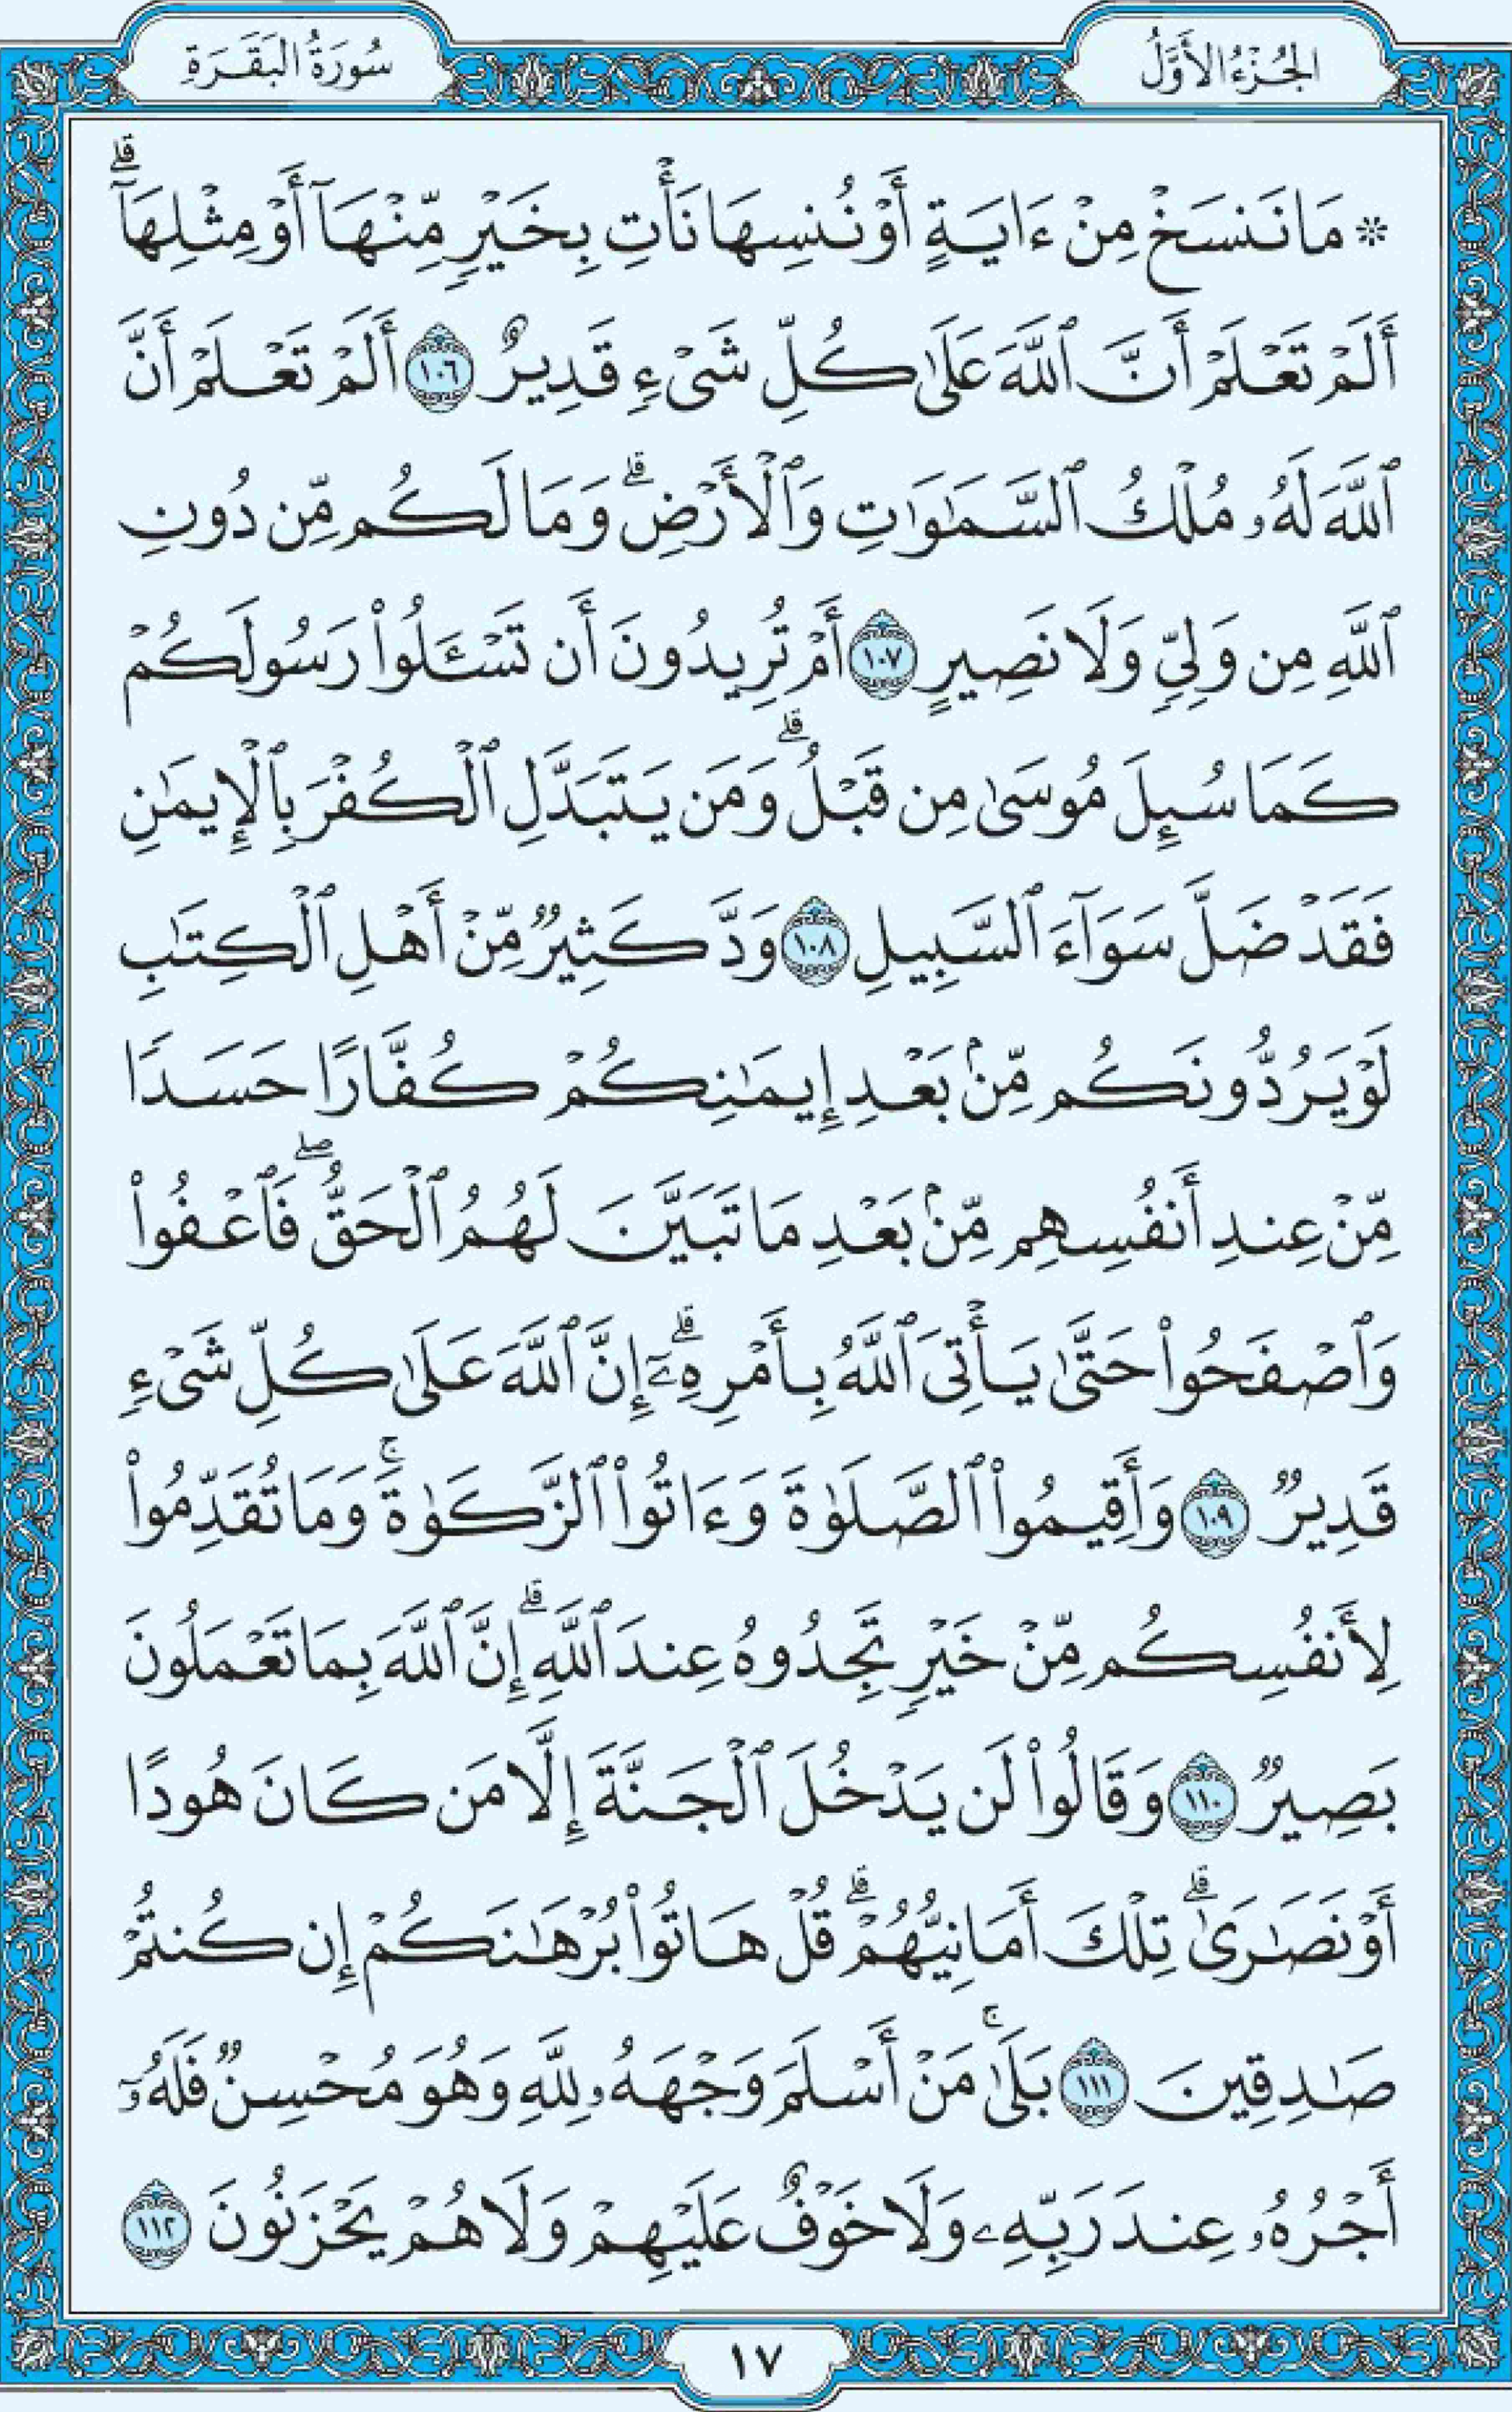 الجُزْءُ الأَوَّلُ
سُورَةُ البَقَرَةِ
۞ مَا نَنسَخْ مِنْ ءَايَةٍ أَوْ نُنسِهَا نَأْتِ بِخَيْرٍ مِّنْهَآ أَوْ مِثْلِهَآۗ
أَلَمْ تَعْلَمْ أَنَّ ٱللَّهَ عَلَىٰ كُلِّ شَىْءٍ قَدِيرٌ ١٠٦ أَلَمْ تَعْلَمْ أَنَّ
ٱللَّهَ لَهُۥ مُلْكُ ٱلسَّمَٰوَٰتِ وَٱلْأَرْضِۗ وَمَا لَكُم مِّن دُونِ
ٱللَّهِ مِن وَلِىٍّ وَلَا نَصِيرٍ ١٠٧ أَمْ تُرِيدُونَ أَن تَسْـَٔلُوا۟ رَسُولَكُمْ
كَمَا سُئِلَ مُوسَىٰ مِن قَبْلُۗ وَمَن يَتَبَدَّلِ ٱلْكُفْرَ بِٱلْإِيمَٰنِ
فَقَدْ ضَلَّ سَوَآءَ ٱلسَّبِيلِ ١٠٨ وَدَّ كَثِيرٌ مِّنْ أَهْلِ ٱلْكِتَٰبِ
لَوْ يَرُدُّونَكُم مِّنۢ بَعْدِ إِيمَٰنِكُمْ كُفَّارًا حَسَدًا
مِّنْ عِندِ أَنفُسِهِم مِّنۢ بَعْدِ مَا تَبَيَّنَ لَهُمُ ٱلْحَقُّۖ فَٱعْفُوا۟
وَٱصْفَحُوا۟ حَتَّىٰ يَأْتِىَ ٱللَّهُ بِأَمْرِهِۦٓۗ إِنَّ ٱللَّهَ عَلَىٰ كُلِّ شَىْءٍ
قَدِيرٌ ١٠٩ وَأَقِيمُوا۟ ٱلصَّلَوٰةَ وَءَاتُوا۟ ٱلزَّكَوٰةَۚ وَمَا تُقَدِّمُوا۟
لِأَنفُسِكُم مِّنْ خَيْرٍ تَجِدُوهُ عِندَ ٱللَّهِۗ إِنَّ ٱللَّهَ بِمَا تَعْمَلُونَ
بَصِيرٌ ١١٠ وَقَالُوا۟ لَن يَدْخُلَ ٱلْجَنَّةَ إِلَّا مَن كَانَ هُودًا
أَوْ نَصَٰرَىٰۗ تِلْكَ أَمَانِيُّهُمْۗ قُلْ هَاتُوا۟ بُرْهَٰنَكُمْ إِن كُنتُمْ
صَٰدِقِينَ ١١١ بَلَىٰۚ مَنْ أَسْلَمَ وَجْهَهُۥ لِلَّهِ وَهُوَ مُحْسِنٌ فَلَهُۥٓ
أَجْرُهُۥ عِندَ رَبِّهِۦ وَلَا خَوْفٌ عَلَيْهِمْ وَلَا هُمْ يَحْزَنُونَ ١١٢
١٧